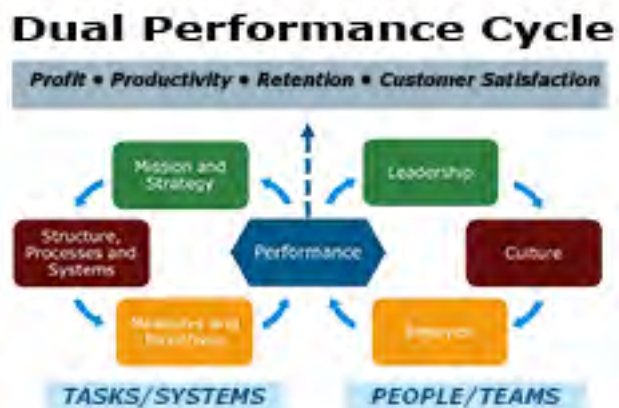 Dual Performance Cycle
Profit • Productivity • Retention • Customer Satisfaction
Mission and
Strategy
Leadership
Structure,
Processes and
Systems
Performance
Culture
Measures and
TASKS/SYSTEMS
PEOPLE/TEAMS